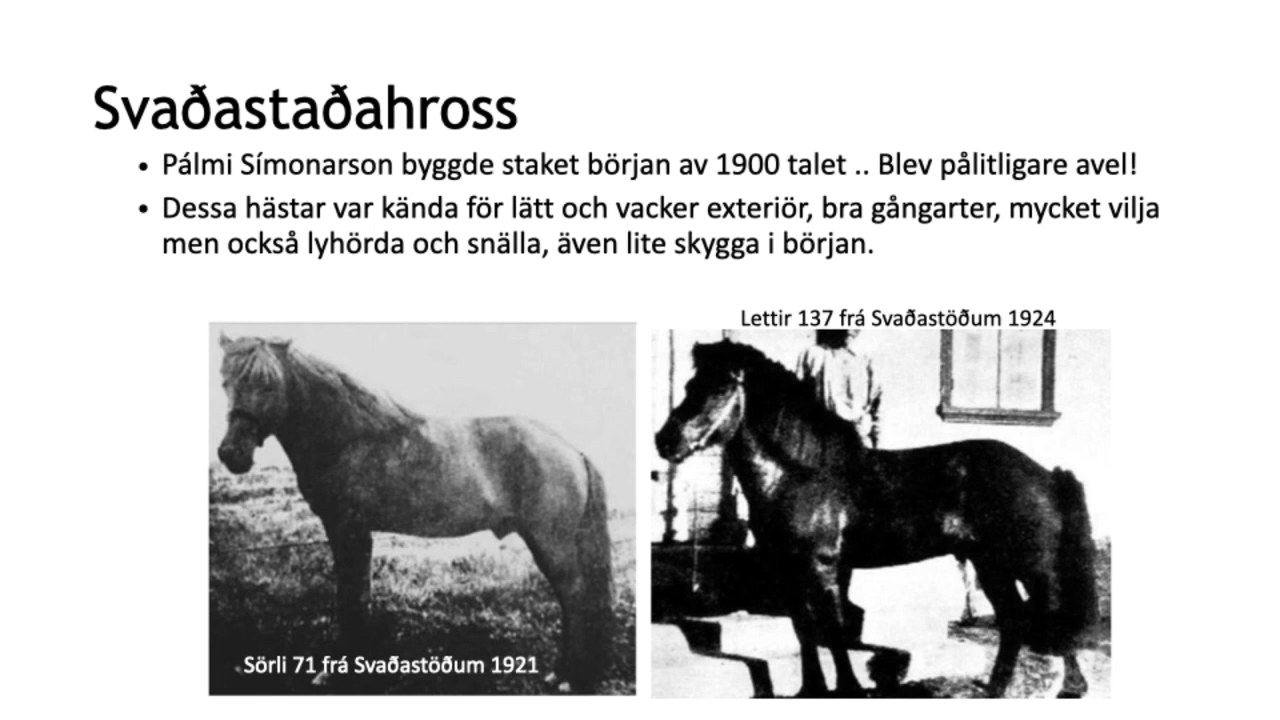 Svaðastaðahross
• Pálmi Símonarson byggde staket början av 1900 talet .. Blev pålitligare avel!
• Dessa hästar var kända för lätt och vacker exteriör, bra gångarter, mycket vilja
men också lyhörda och snälla, även lite skygga i början.
Lettir 137 frá Svaðastöðum 1924
Sörli 71 frá Svaðastöðum 1921